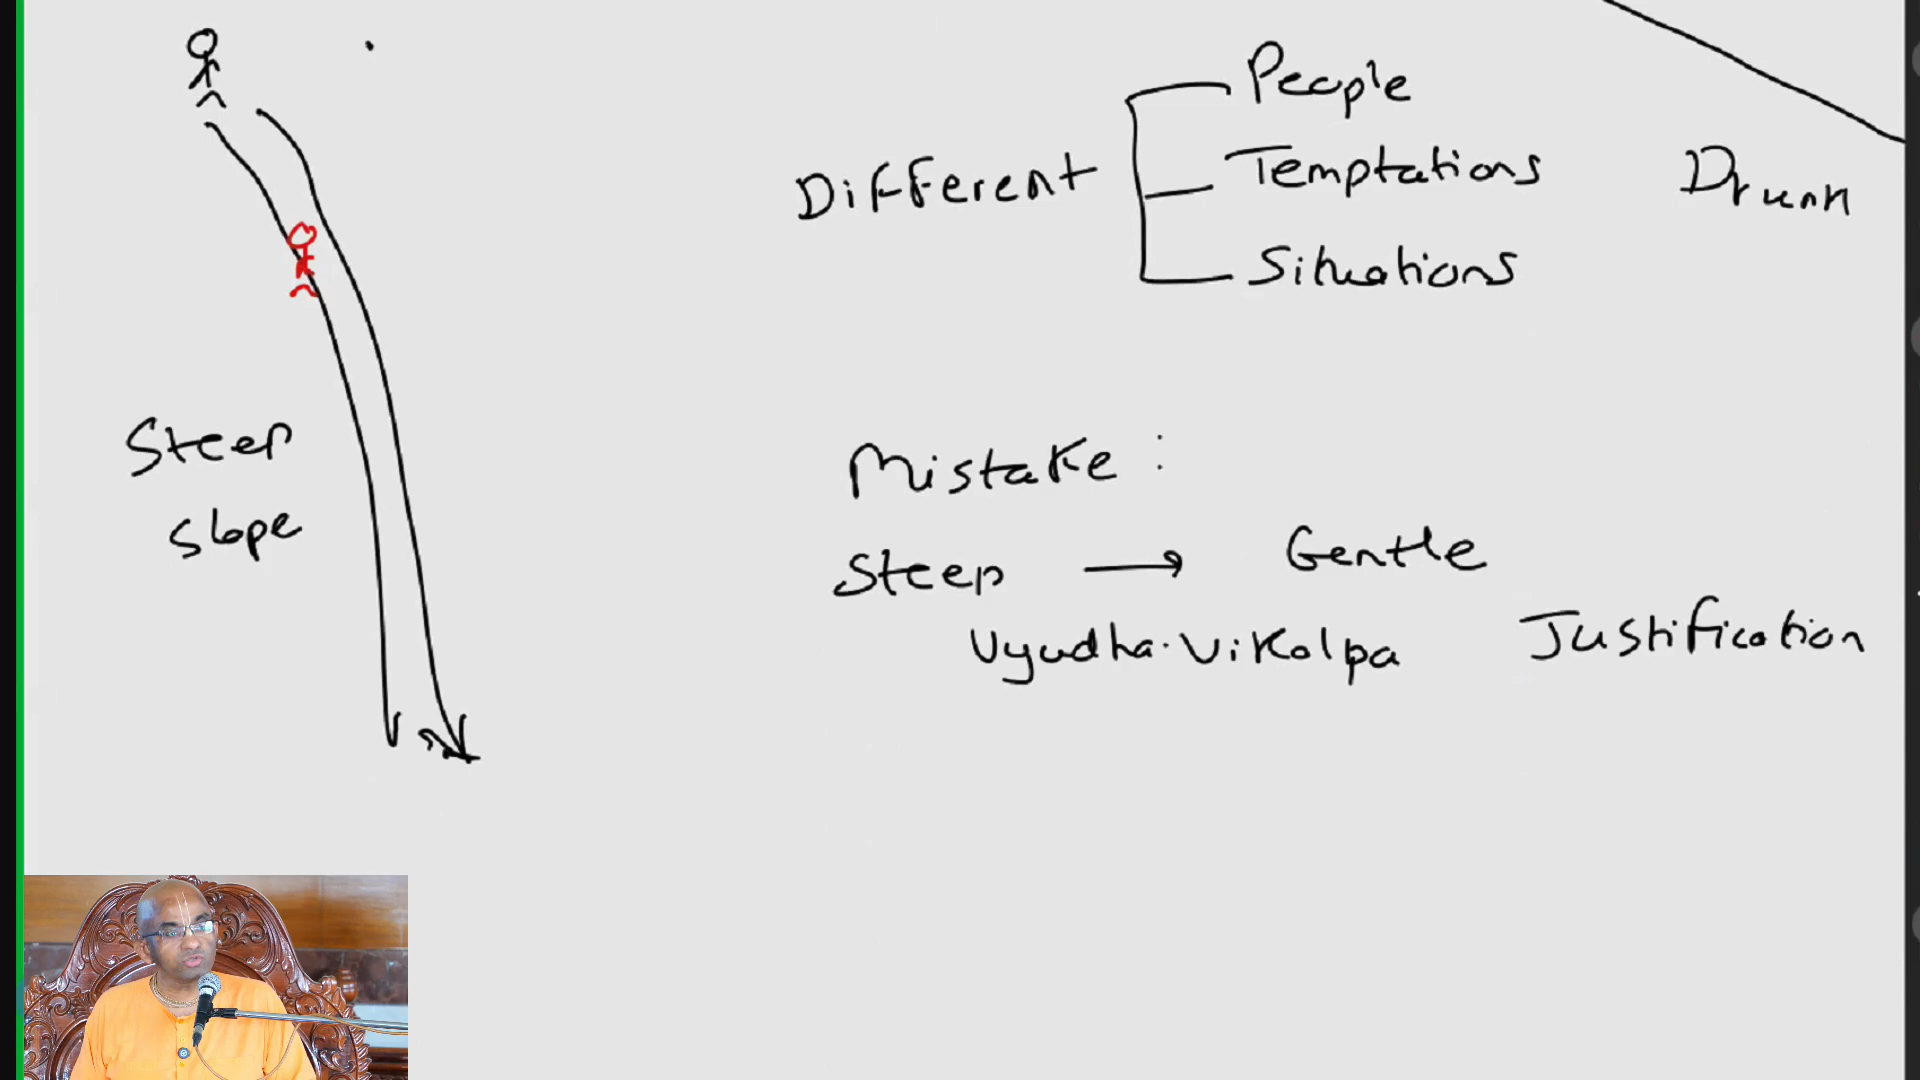 People
Different
Temptations
Drunk
Situations
Steep
slope
Mistake :
Steep → Gentle
Vyudha-Vikalpa
Justification